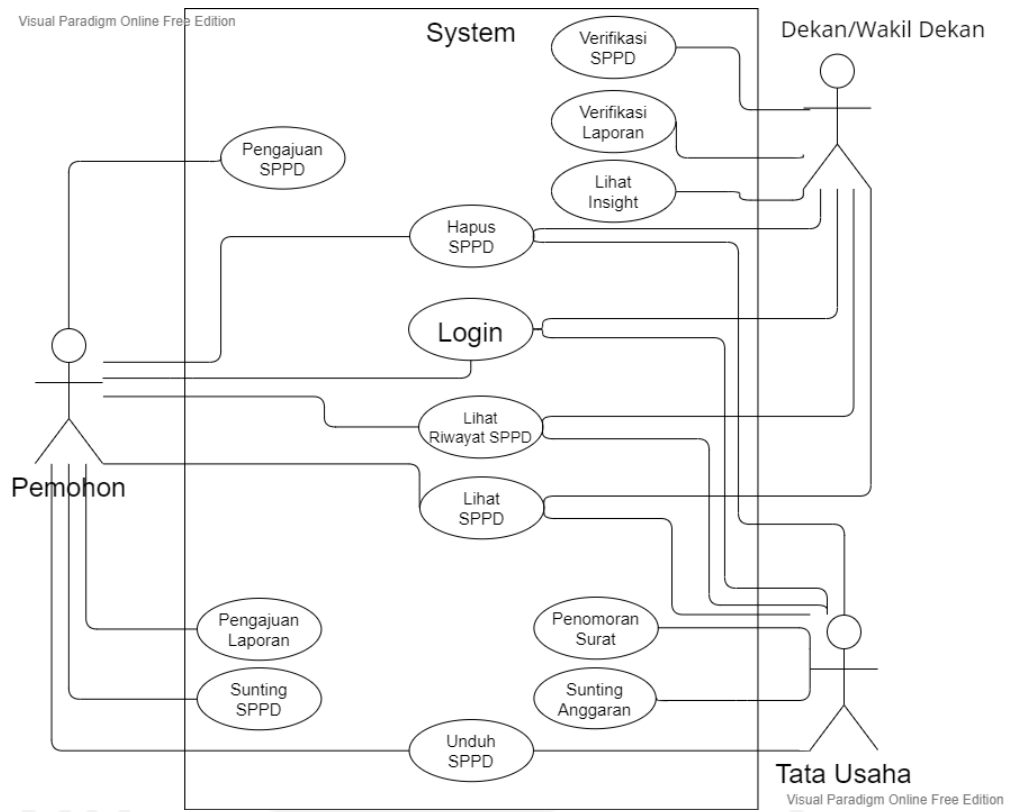 Visual Paradigm Online Free Edition
System
Dekan/Wakil Dekan
Verifikasi
SPPD
Verifikasi
Laporan
Pengajuan
SPPD
Lihat
Insight
Hapus
SPPD
Login
Lihat
Riwayat SPPD
Pemohon
Lihat
SPPD
Pengajuan
Laporan
Penomoran
Surat
Sunting
SPPD
Sunting
Anggaran
Unduh
SPPD
Tata Usaha
Visual Paradigm Online Free Edition